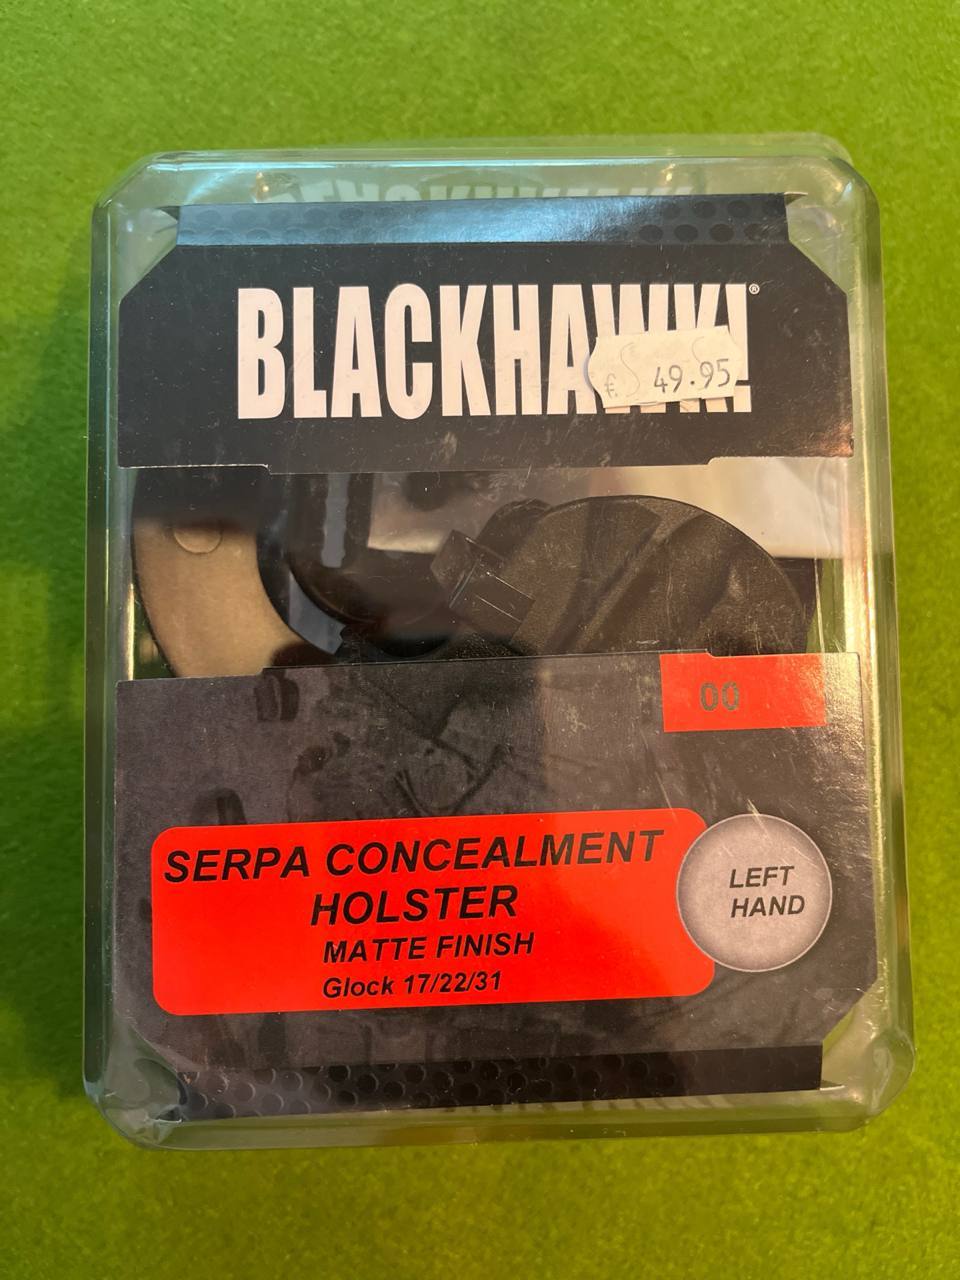 BLACKHAWK!®
€ 49.95
00
SERPA CONCEALMENT
HOLSTER
MATTE FINISH
Glock 17/22/31
LEFT
HAND